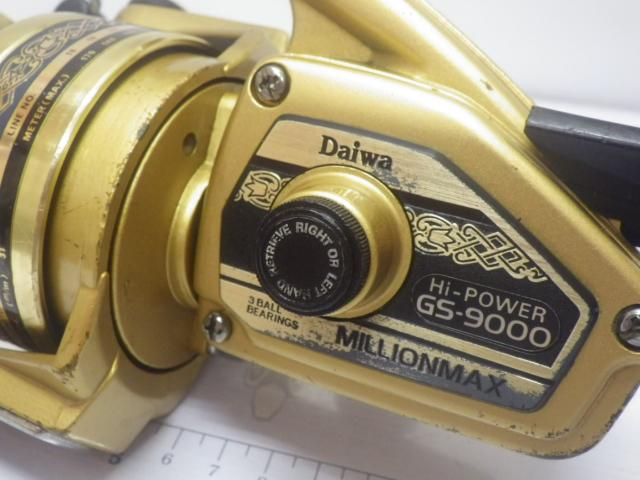 Daiwa
RETRIEVE RIGHT OR LEFT HAND
3 BALL
BEARINGS
Hi-POWER
GS-9000
MILLIONMAX
LINE NO
METER (MAX)
6 7 8 9